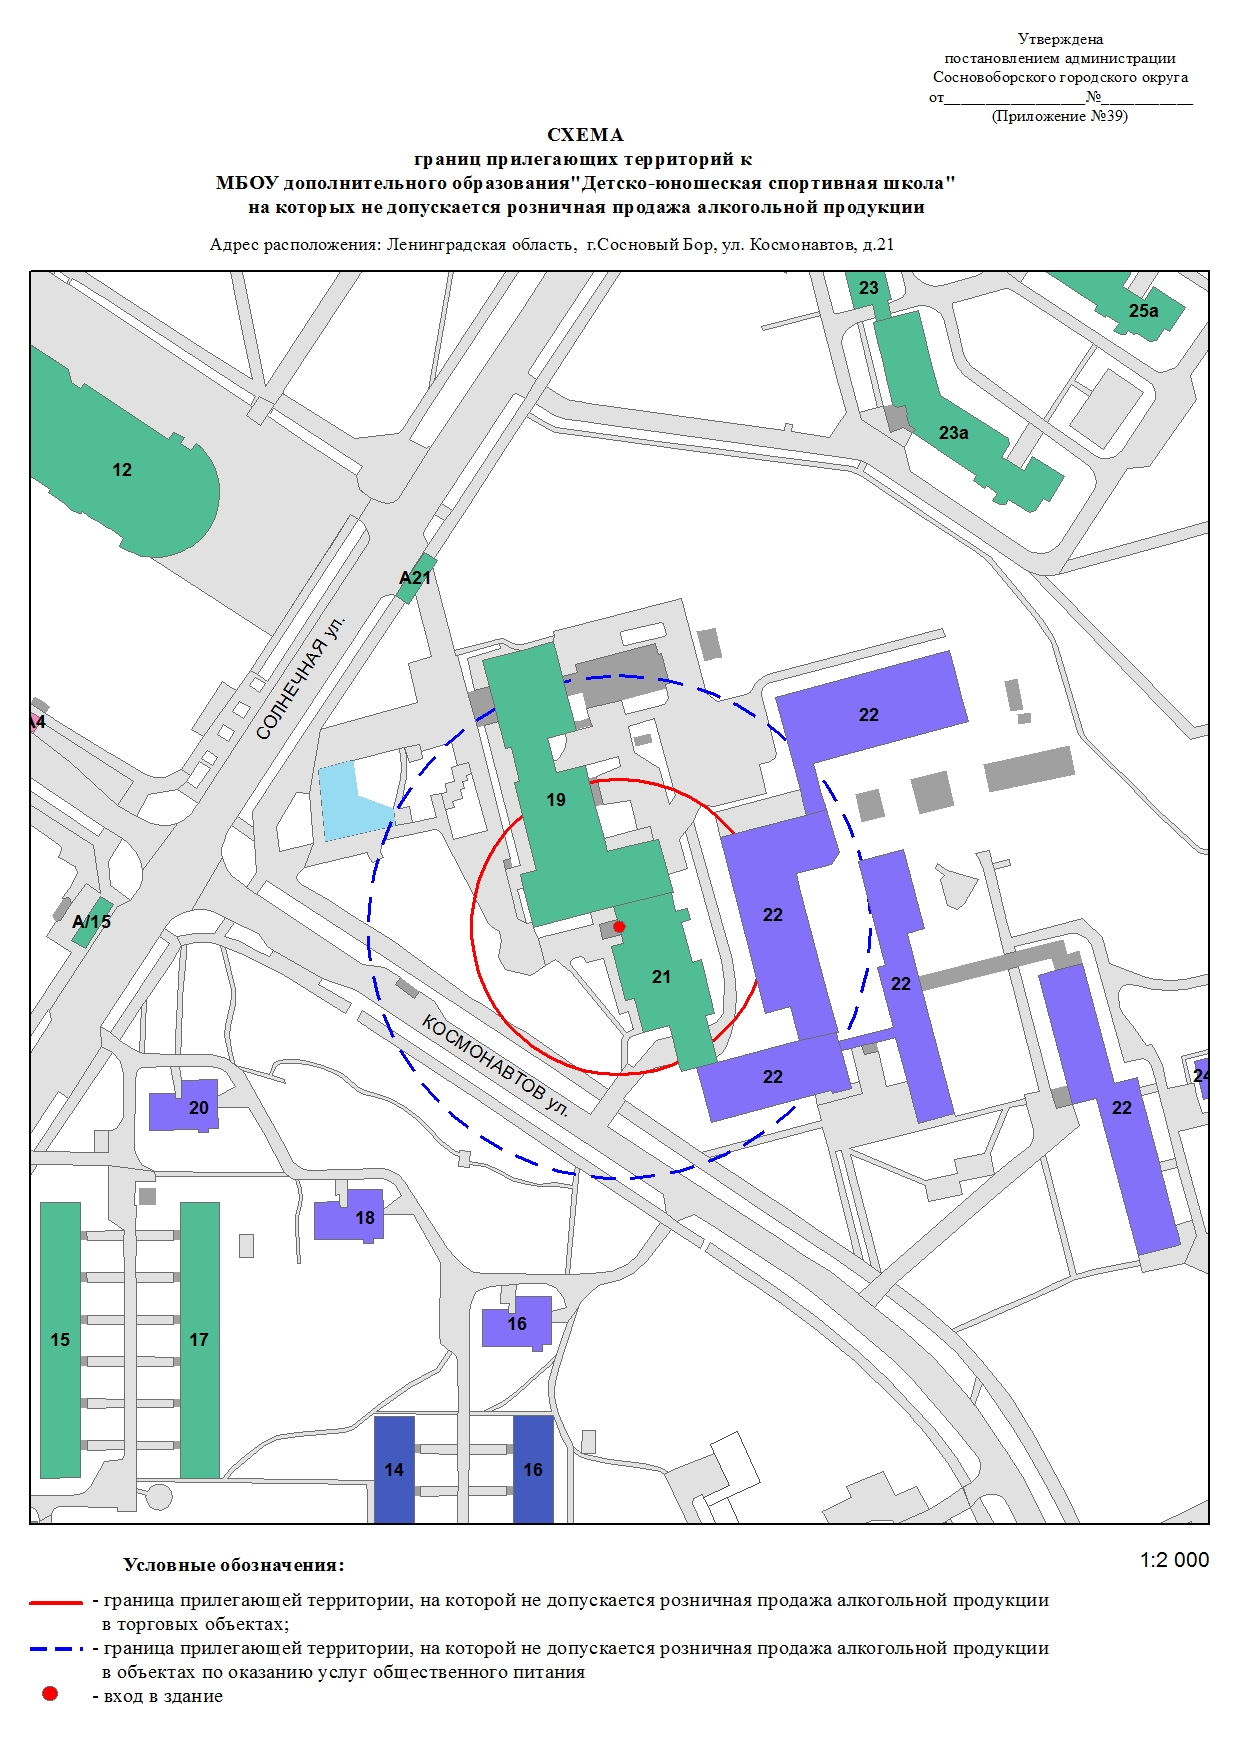 Утверждена
постановлением администрации
Сосновоборского городского округа
от_________________№___________
(Приложение №39)
СХЕМА
границ прилегающих территорий к
МБОУ дополнительного образования"Детско-юношеская спортивная школа"
на которых не допускается розничная продажа алкогольной продукции
Адрес расположения: Ленинградская область, г.Сосновый Бор, ул. Космонавтов, д.21
23
25а
23а
12
А21
СОЛНЕЧНАЯ ул.
А4
22
19
А/15
22
21
22
КОСМОНАВТОВ ул.
22
24
20
22
18
16
15
17
14
16
1:2 000
Условные обозначения:
- граница прилегающей территории, на которой не допускается розничная продажа алкогольной продукции
в торговых объектах;
- граница прилегающей территории, на которой не допускается розничная продажа алкогольной продукции
в объектах по оказанию услуг общественного питания
- вход в здание